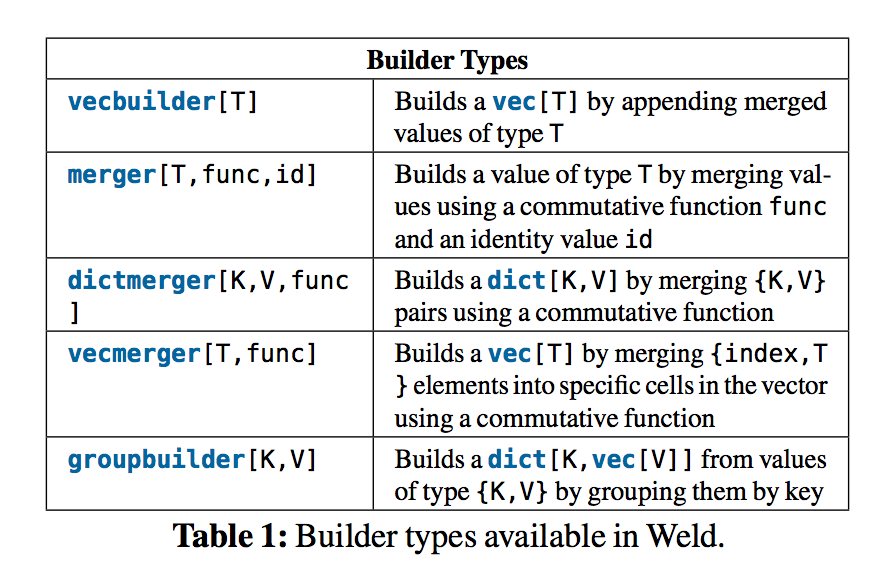 Builder Types
vecbuilder[T]
Builds a vec[T] by appending merged
values of type T
merger[T,func,id]
Builds a value of type T by merging val-
ues using a commutative function func
and an identity value id
dictmerger[K,V,func
]
Builds a dict[K,V] by merging {K,V}
pairs using a commutative function
vecmerger[T,func]
Builds a vec[T] by merging {index,T
} elements into specific cells in the vector
using a commutative function
groupbuilder[K,V]
Builds a dict[K,vec[V]] from values
of type {K,V} by grouping them by key
Table 1: Builder types available in Weld.